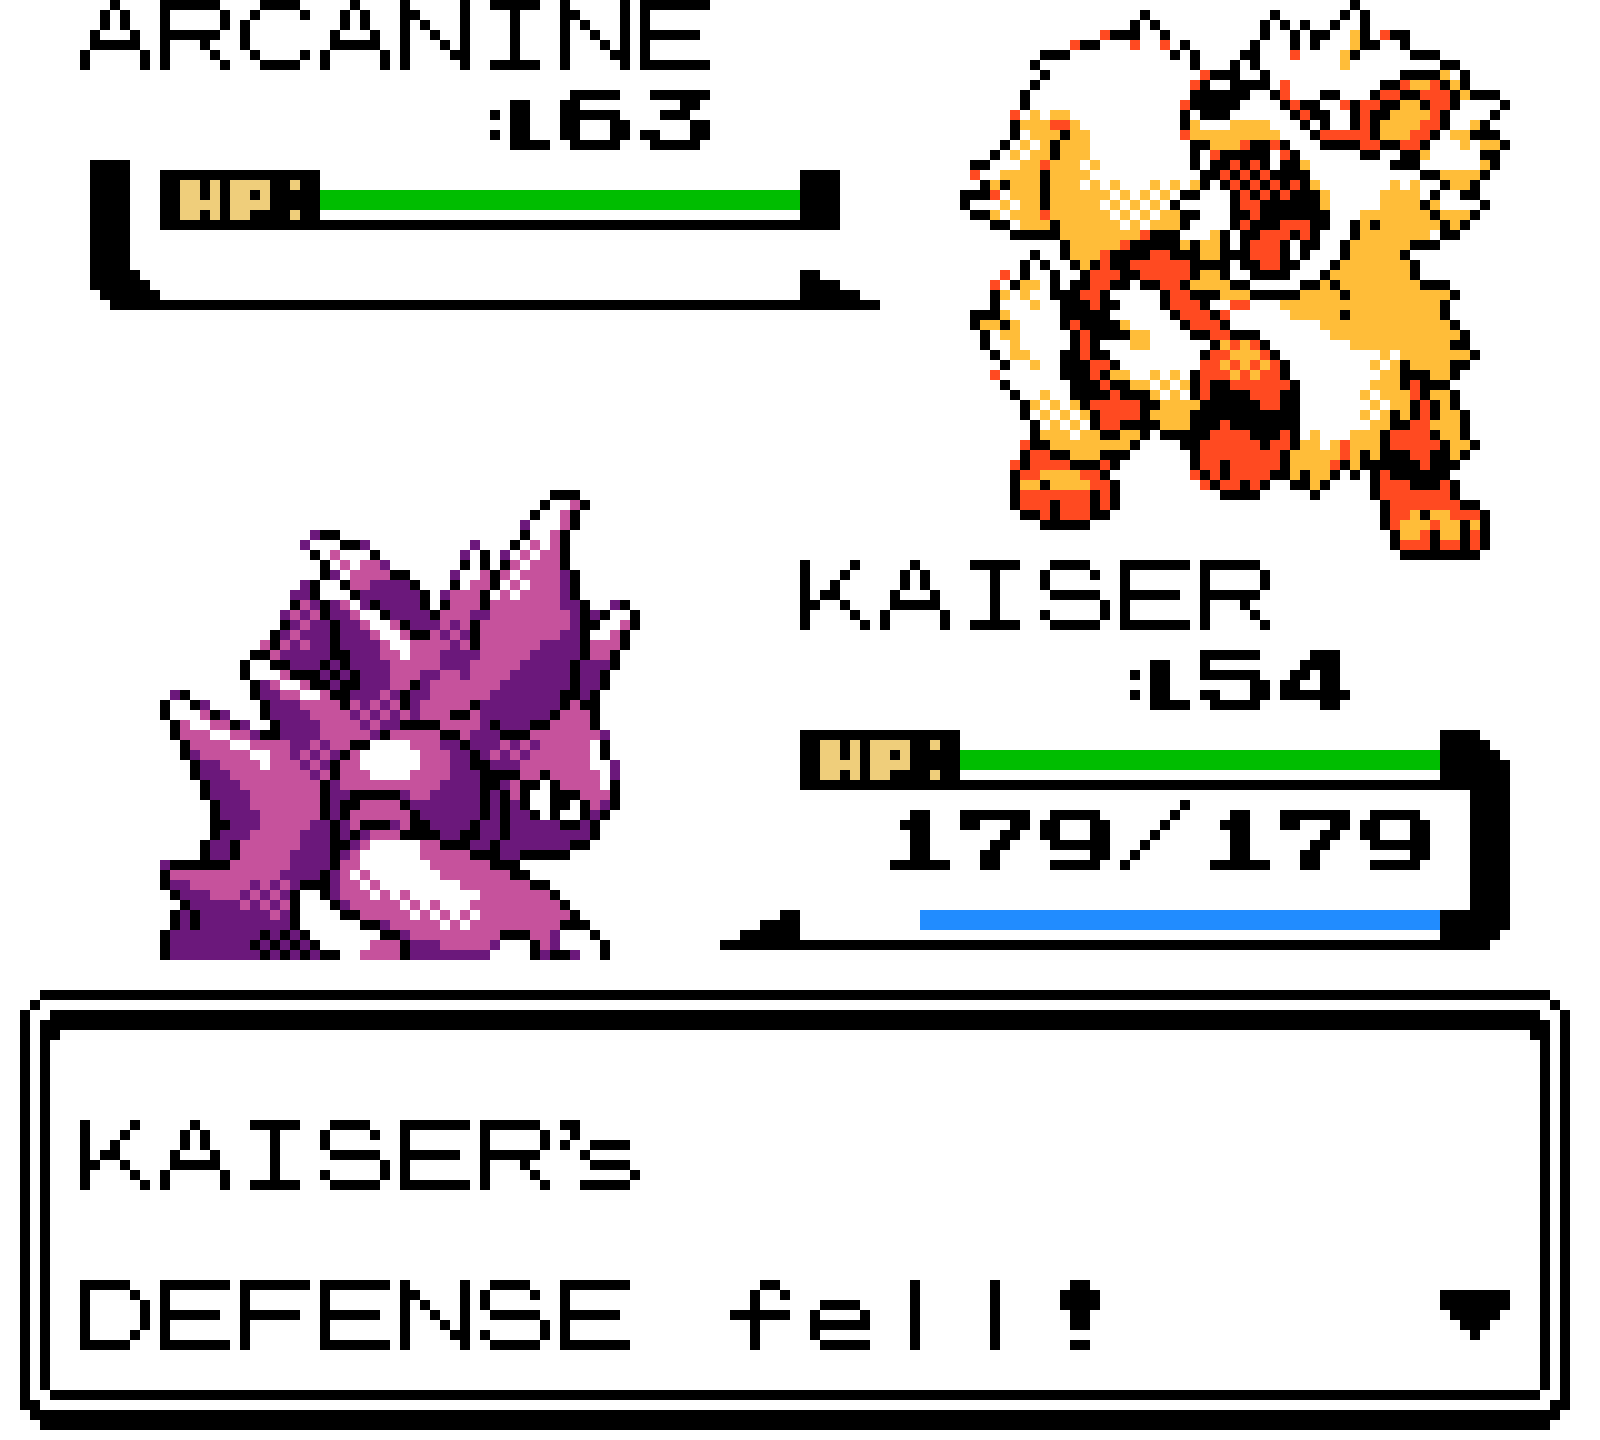 ARCANINE
:L63
HP:
KAISER
:L54
HP:
179/179
KAISER's
DEFENSE fell!